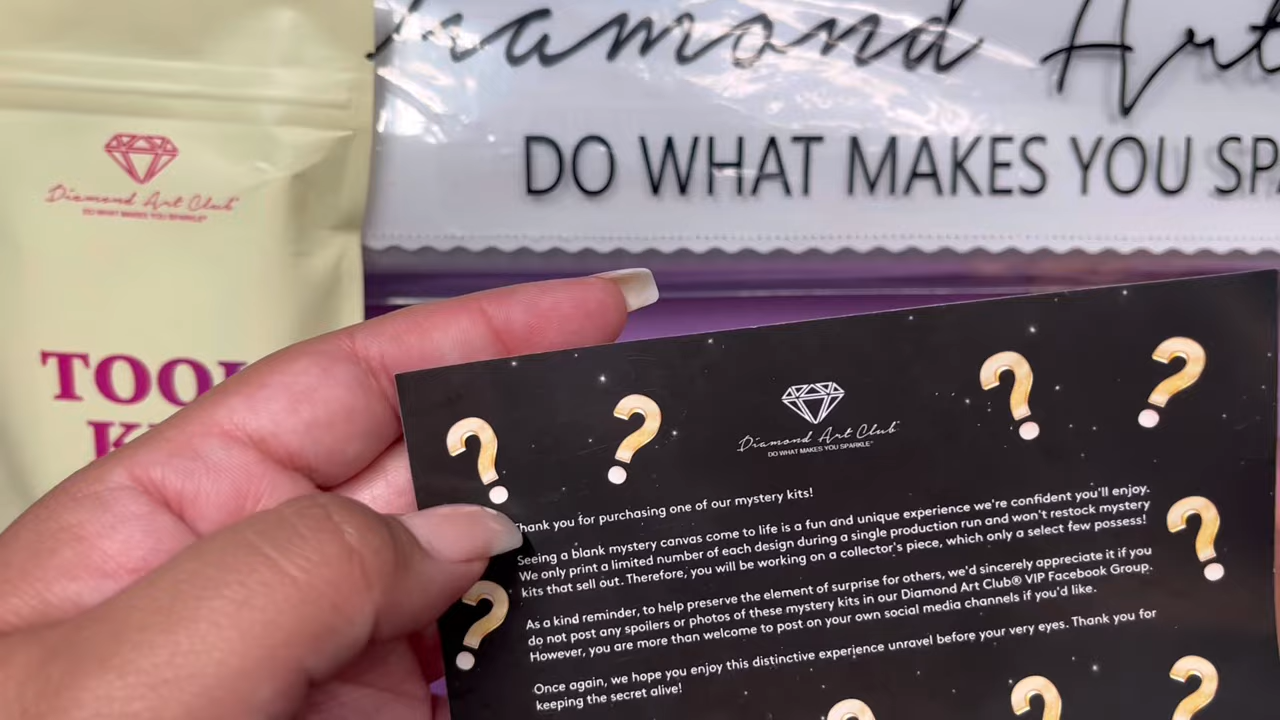 Diamond Art
DO WHAT MAKES YOU
Diamond Art Club
DO WHAT MAKES YOU SPARKLE
Diamond Art Club
DO WHAT MAKES YOU SPARKLE
Thank you for purchasing one of our mystery kits!
Seeing a blank mystery canvas come to life is a fun and unique experience we're confident you'll enjoy.
We only print a limited number of each design during a single production run and won't restock mystery
kits that sell out. Therefore, you will be working on a collector's piece, which only a select few possess!
As a kind reminder, to help preserve the element of surprise for others, we'd sincerely appreciate it if you
do not post any spoilers or photos of these mystery kits in our Diamond Art Club® VIP Facebook Group.
However, you are more than welcome to post on your own social media channels if you'd like.
Once again, we hope you enjoy this distinctive experience unravel before your very eyes. Thank you for
keeping the secret alive!